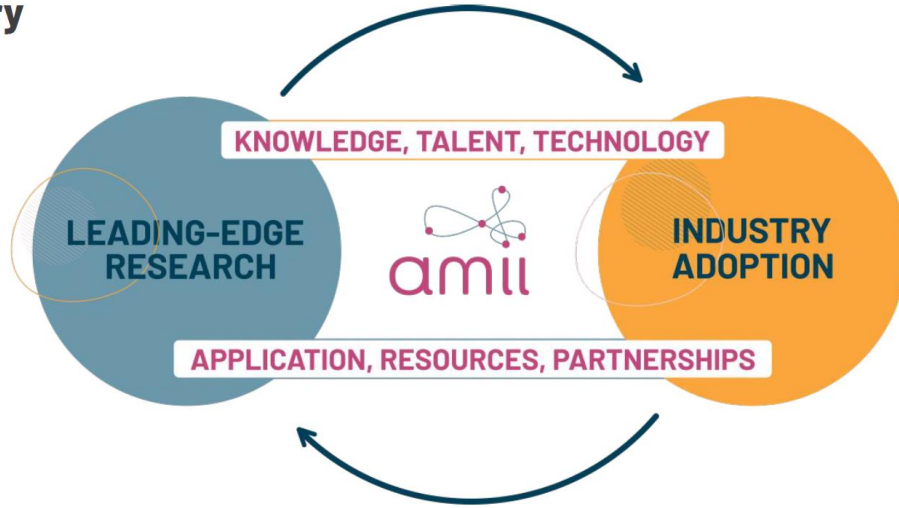 KNOWLEDGE, TALENT, TECHNOLOGY
LEADING-EDGE
RESEARCH
amii
INDUSTRY
ADOPTION
APPLICATION, RESOURCES, PARTNERSHIPS